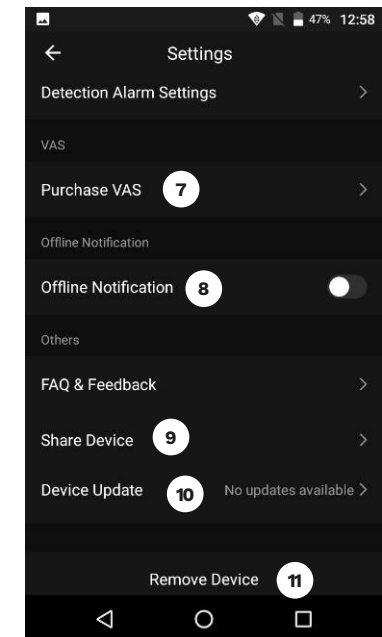 47% 12:58
Settings
Detection Alarm Settings
VAS
Purchase VAS 7
Offline Notification
Offline Notification 8
Others
FAQ & Feedback
Share Device 9
Device Update 10 No updates available
Remove Device 11